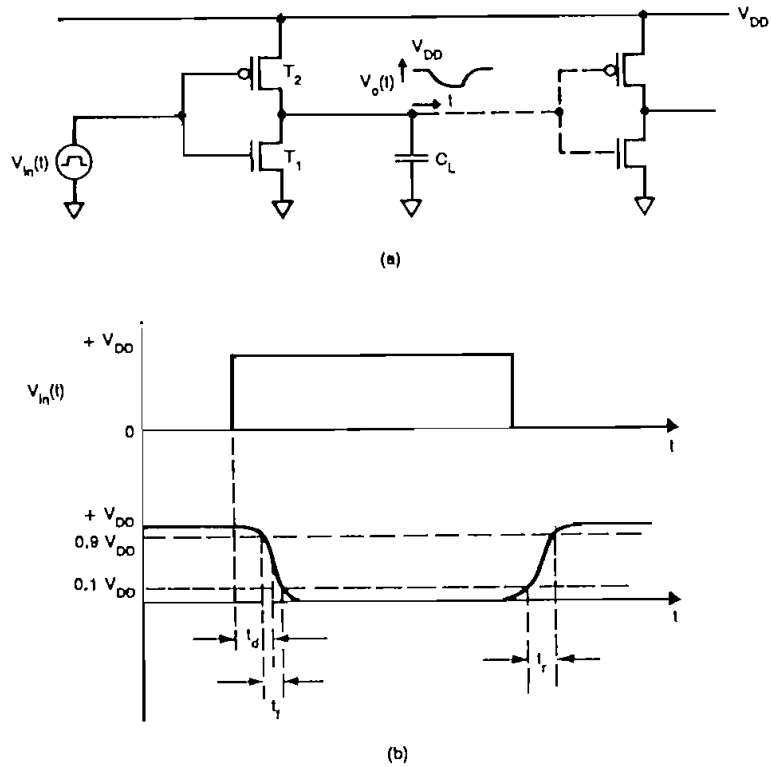 V_DD
V_DD
V_o(t)
t
T_2
V_in(t)
T_1
C_L
(a)
+ V_DD
V_in(t)
0
t
+ V_DD
0,9 V_DD
0,1 V_DD
t
t_d
t_r
t_f
(b)